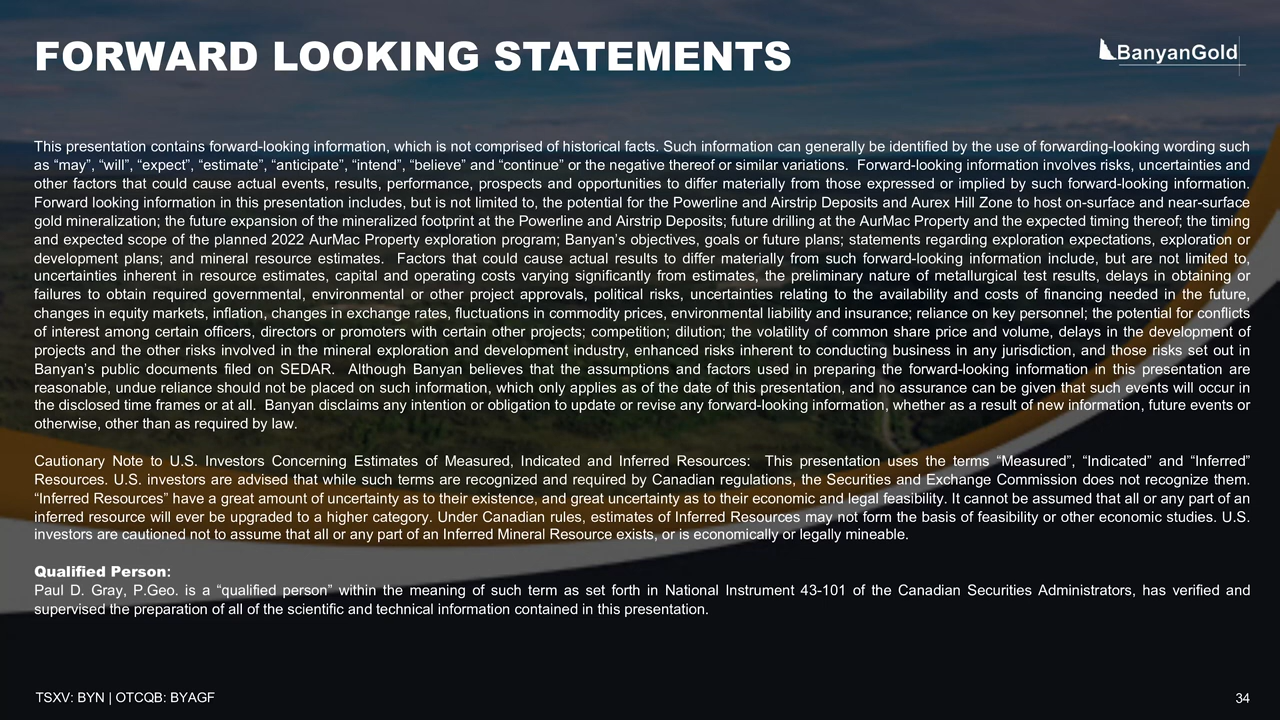 FORWARD LOOKING STATEMENTS
BanyanGold
This presentation contains forward-looking information, which is not comprised of historical facts. Such information can generally be identified by the use of forwarding-looking wording such
as “may”, “will”, “expect”, “estimate”, “anticipate”, “intend”, “believe” and “continue” or the negative thereof or similar variations.  Forward-looking information involves risks, uncertainties and
other factors that could cause actual events, results, performance, prospects and opportunities to differ materially from those expressed or implied by such forward-looking information.
Forward looking information in this presentation includes, but is not limited to, the potential for the Powerline and Airstrip Deposits and Aurex Hill Zone to host on-surface and near-surface
gold mineralization; the future expansion of the mineralized footprint at the Powerline and Airstrip Deposits; future drilling at the AurMac Property and the expected timing thereof; the timing
and expected scope of the planned 2022 AurMac Property exploration program; Banyan’s objectives, goals or future plans; statements regarding exploration expectations, exploration or
development plans; and mineral resource estimates.  Factors that could cause actual results to differ materially from such forward-looking information include, but are not limited to,
uncertainties inherent in resource estimates, capital and operating costs varying significantly from estimates, the preliminary nature of metallurgical test results, delays in obtaining or
failures to obtain required governmental, environmental or other project approvals, political risks, uncertainties relating to the availability and costs of financing needed in the future,
changes in equity markets, inflation, changes in exchange rates, fluctuations in commodity prices, environmental liability and insurance; reliance on key personnel; the potential for conflicts
of interest among certain officers, directors or promoters with certain other projects; competition; dilution; the volatility of common share price and volume, delays in the development of
projects and the other risks involved in the mineral exploration and development industry, enhanced risks inherent to conducting business in any jurisdiction, and those risks set out in
Banyan’s public documents filed on SEDAR.  Although Banyan believes that the assumptions and factors used in preparing the forward-looking information in this presentation are
reasonable, undue reliance should not be placed on such information, which only applies as of the date of this presentation, and no assurance can be given that such events will occur in
the disclosed time frames or at all.  Banyan disclaims any intention or obligation to update or revise any forward-looking information, whether as a result of new information, future events or
otherwise, other than as required by law.
Cautionary Note to U.S. Investors Concerning Estimates of Measured, Indicated and Inferred Resources:  This presentation uses the terms “Measured”, “Indicated” and “Inferred”
Resources. U.S. investors are advised that while such terms are recognized and required by Canadian regulations, the Securities and Exchange Commission does not recognize them.
“Inferred Resources” have a great amount of uncertainty as to their existence, and great uncertainty as to their economic and legal feasibility. It cannot be assumed that all or any part of an
inferred resource will ever be upgraded to a higher category. Under Canadian rules, estimates of Inferred Resources may not form the basis of feasibility or other economic studies. U.S.
investors are cautioned not to assume that all or any part of an Inferred Mineral Resource exists, or is economically or legally mineable.
Qualified Person:
Paul D. Gray, P.Geo. is a “qualified person” within the meaning of such term as set forth in National Instrument 43-101 of the Canadian Securities Administrators, has verified and
supervised the preparation of all of the scientific and technical information contained in this presentation.
TSXV: BYN | OTCQB: BYAGF
34